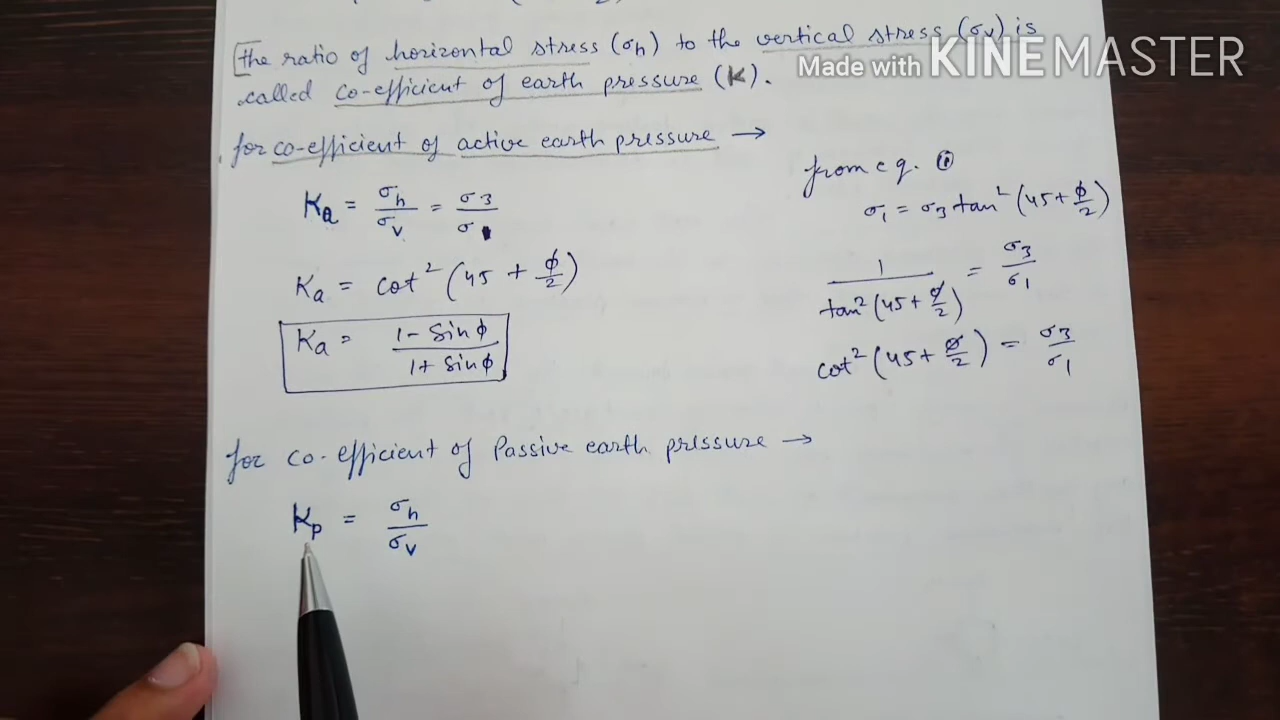 [the ratio of horizontal stress (σh) to the vertical stress (σv) is
called co-efficient of earth pressure (K).
Made with KINEMASTER
for co-efficient of active earth pressure →
Ka = σh/σv = σ3/σ
Ka = cot² (45 + ϕ/2)
Ka = 1- Sinϕ / 1+ Sinϕ
from eq. ①
σ1 = σ3 tan² (45+ ϕ/2)
1 / tan² (45+ ϕ/2) = σ3/σ1
cot² (45+ ϕ/2) = σ3/σ1
for co-efficient of Passive earth pressure →
Kp = σh/σv